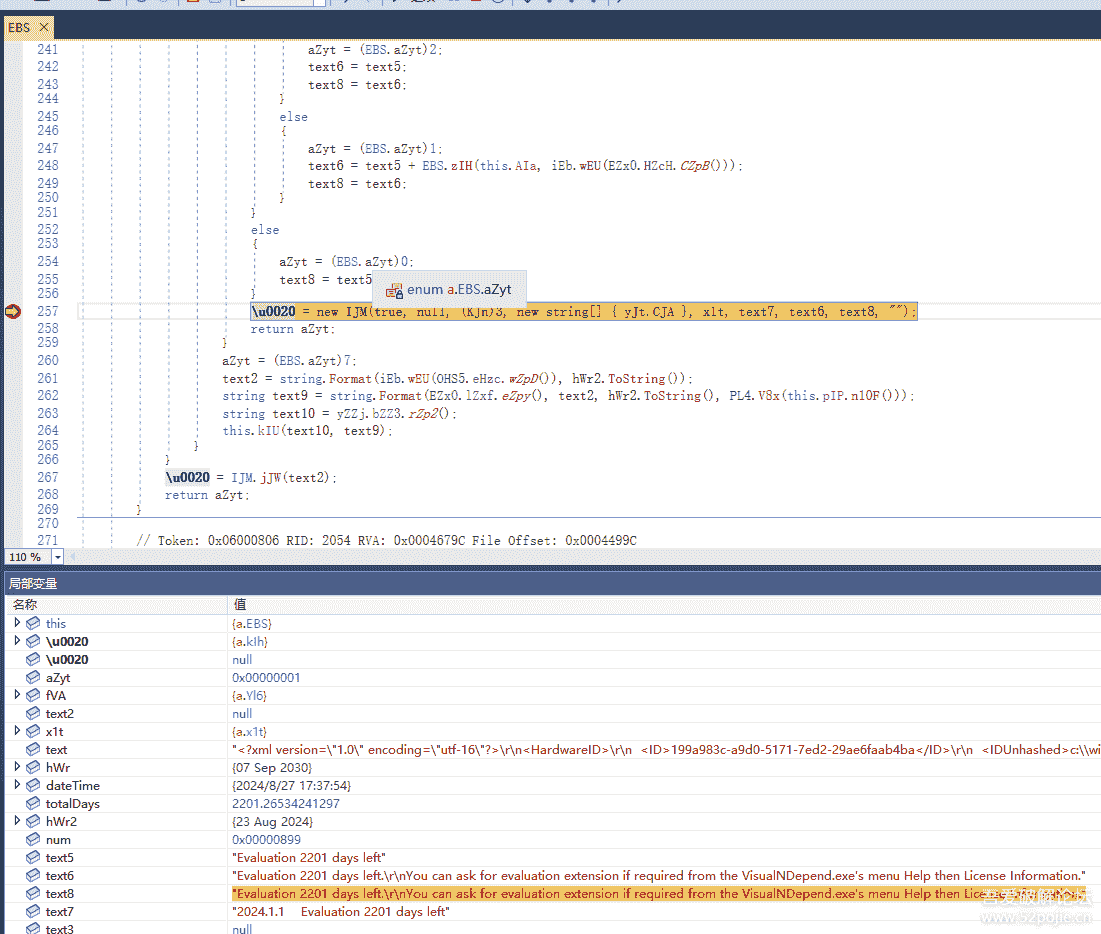 EBS ×
241 aZyt = (EBS.aZyt)2;
242 text6 = text5;
243 text8 = text6;
244 }
245 else
246 {
247 aZyt = (EBS.aZyt)1;
248 text6 = text5 + EBS.zIH(this.AIa, iEb.wEU(EZx0.HZcH.CZpB()));
249 text8 = text6;
250 }
251 }
252 else
253 {
254 aZyt = (EBS.aZyt)0;
255 text8 = text5
enum a.EBS.aZyt
256 }
257 \u0020 = new IJM(true, null, (KJn)3, new string[] { yJt.CJA }, xlt, text7, text6, text8, "");
258 return aZyt;
259 }
260 aZyt = (EBS.aZyt)7;
261 text2 = string.Format(iEb.wEU(OHS5.eHzc.wZpD()), hWr2.ToString());
262 string text9 = string.Format(EZx0.lZxf.eZpy(), text2, hWr2.ToString(), PL4.V8x(this.pIP.n10F()));
263 string text10 = yZZj.bZZ3.rZp2();
264 this.kIU(text10, text9);
265 }
266 }
267 \u0020 = IJM.jJW(text2);
268 return aZyt;
269 }
270
271 // Token: 0x06000806 RID: 2054 RVA: 0x0004679C File Offset: 0x0004499C
110 %
局部变量
名称 值
this {a.EBS}
\u0020 {a.kIh}
\u0020 null
aZyt 0x00000001
fVA {a.Yl6}
text2 null
x1t {a.x1t}
text "<?xml version=\"1.0\" encoding=\"utf-16\"?>\r\n<HardwareID>\r\n <ID>199a983c-a9d0-5171-7ed2-29ae6faab4ba</ID>\r\n <IDUnhashed>c:\\wi
hWr {07 Sep 2030}
dateTime {2024/8/27 17:37:54}
totalDays 2201.26534241297
hWr2 {23 Aug 2024}
num 0x00000899
text5 "Evaluation 2201 days left"
text6 "Evaluation 2201 days left.\r\nYou can ask for evaluation extension if required from the VisualNDepend.exe's menu Help then License Information."
text8 "Evaluation 2201 days left.\r\nYou can ask for evaluation extension if required from the VisualNDepend.exe's menu Help then License Information."
text7 "2024.1.1 Evaluation 2201 days left"
text3 null
吾爱破解论坛
www.52pojie.cn